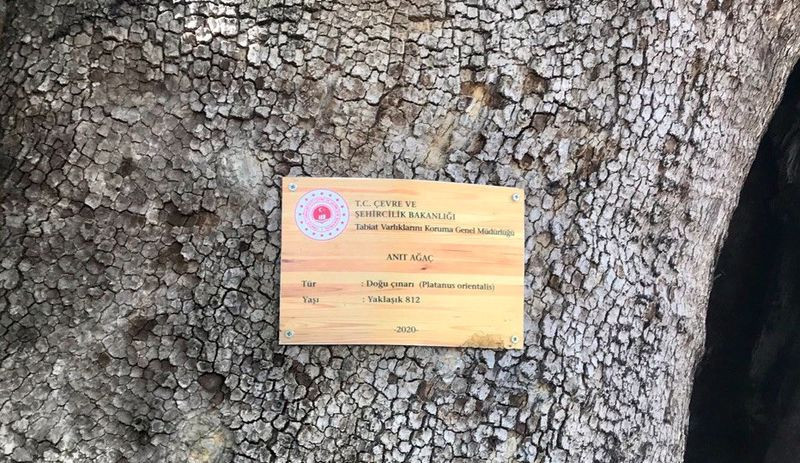 T.C. ÇEVRE VE
ŞEHİRCİLİK BAKANLIĞI
Tabiat Varlıklarını Koruma Genel Müdürlüğü
ANIT AĞAÇ
Tür : Doğu çınarı (Platanus orientalis)
Yaşı : Yaklaşık 812
-2020-